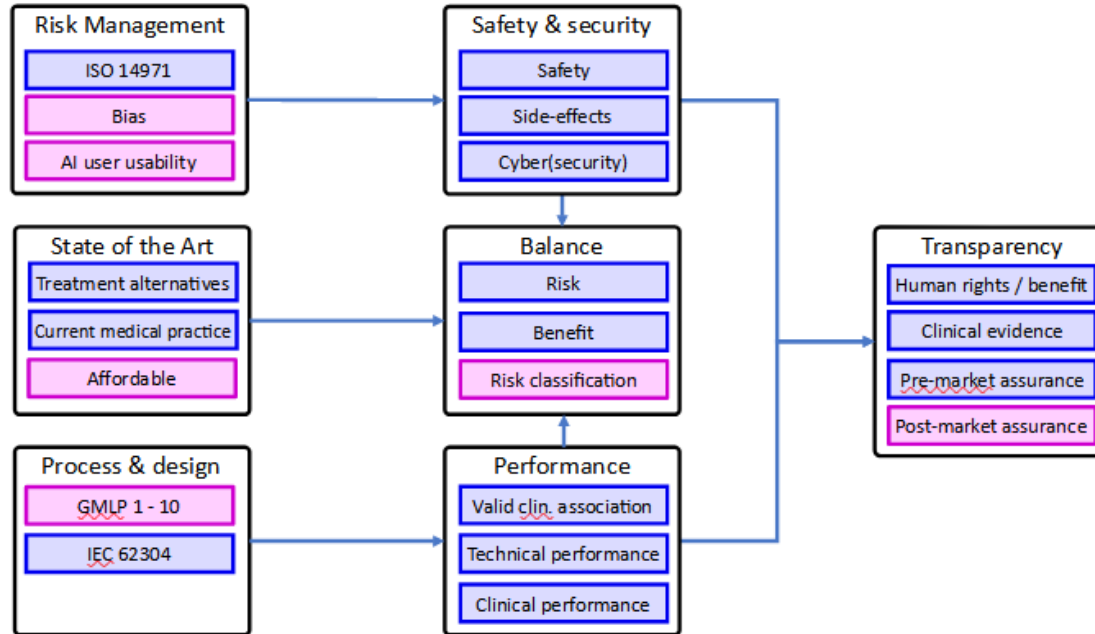 Risk Management
ISO 14971
Bias
AI user usability
Safety & security
Safety
Side-effects
Cyber(security)
State of the Art
Treatment alternatives
Current medical practice
Affordable
Balance
Risk
Benefit
Risk classification
Transparency
Human rights / benefit
Clinical evidence
Pre-market assurance
Post-market assurance
Process & design
GMLP 1 - 10
IEC 62304
Performance
Valid clin. association
Technical performance
Clinical performance